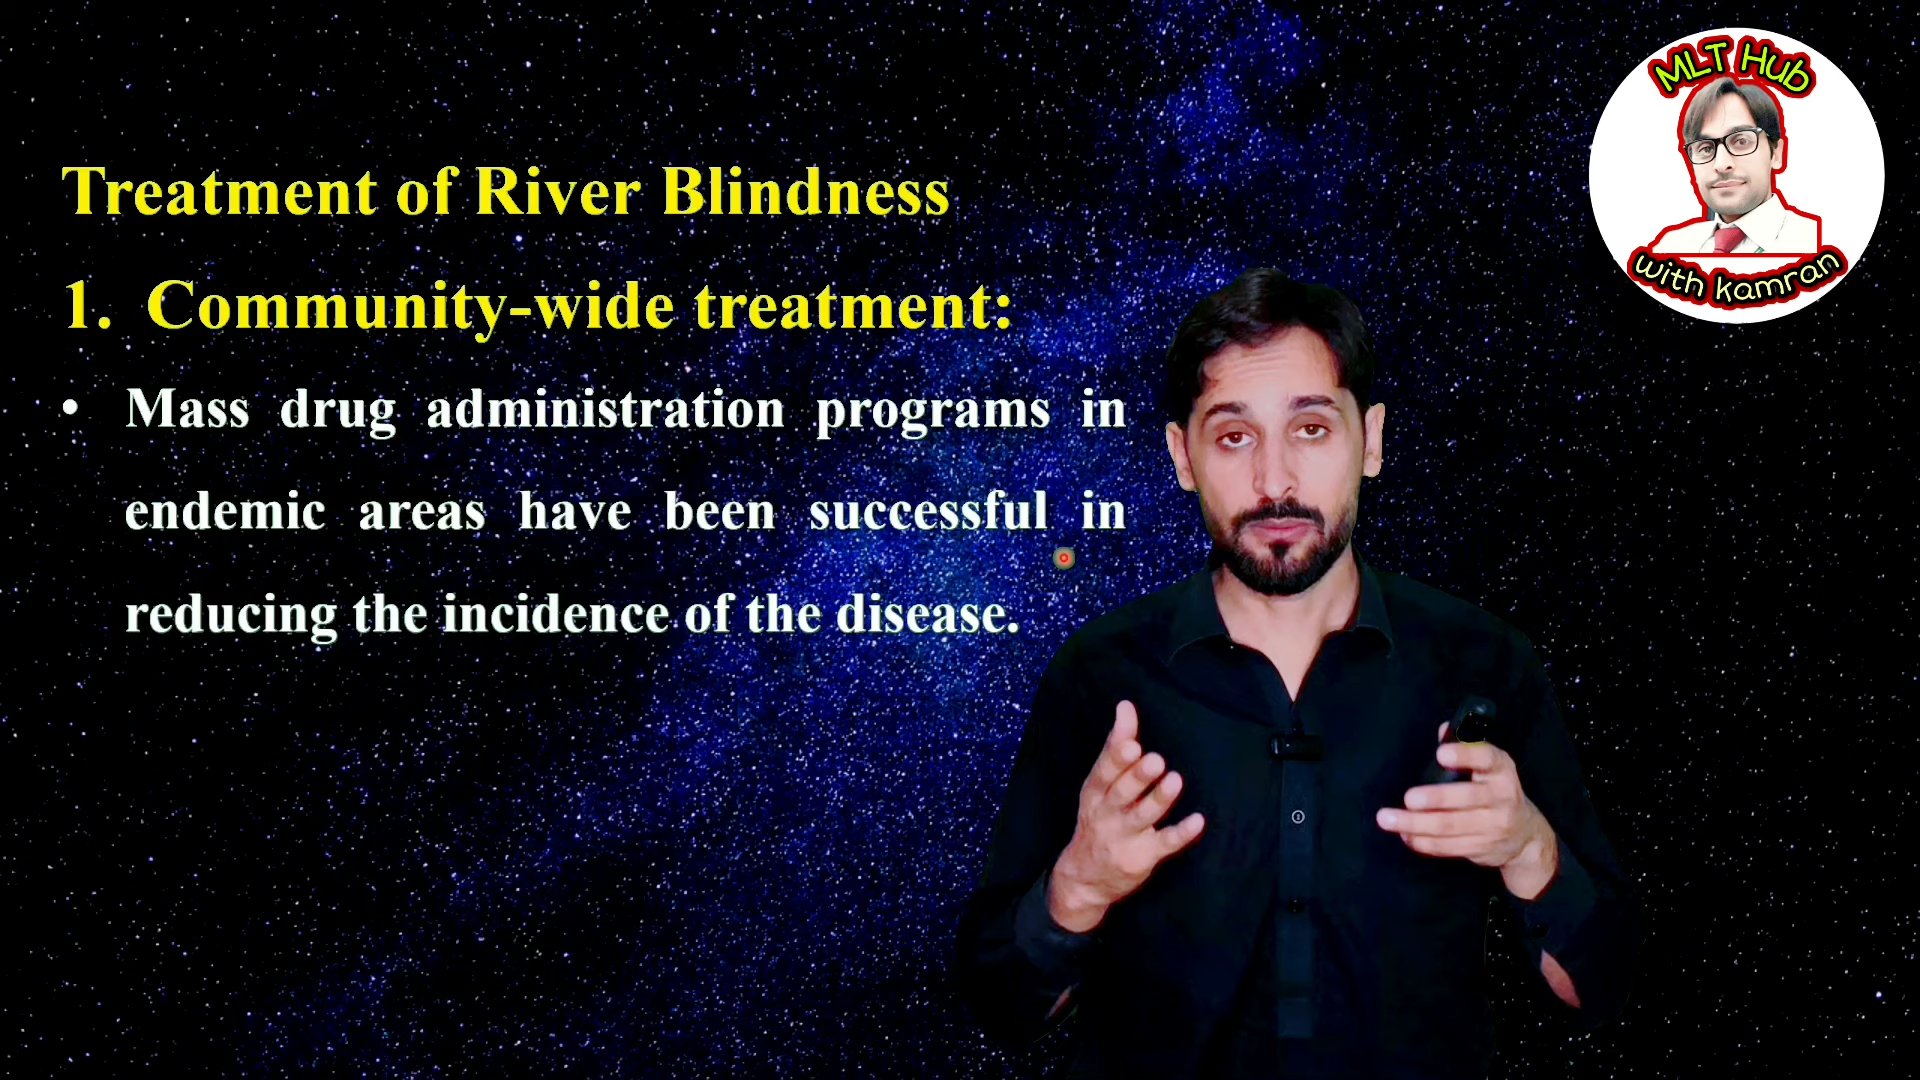 MLT Hub
with kamran
Treatment of River Blindness
1. Community-wide treatment:
• Mass drug administration programs in
endemic areas have been successful in
reducing the incidence of the disease.